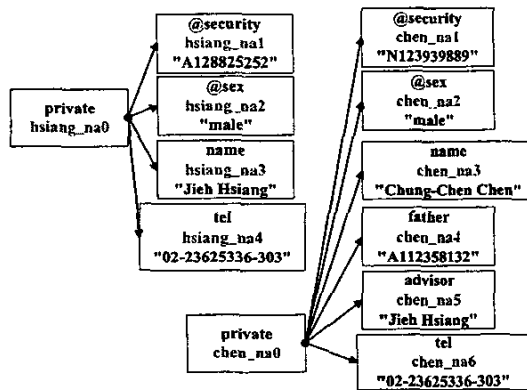 @security
hsiang_na1
"A128825252"
@sex
hsiang_na2
"male"
private
hsiang_na0
name
hsiang_na3
"Jieh Hsiang"
tel
hsiang_na4
"02-23625336-303"
@security
chen_na1
"N123939889"
@sex
chen_na2
"male"
name
chen_na3
"Chung-Chen Chen"
father
chen_na4
"A112358132"
advisor
chen_na5
"Jieh Hsiang"
private
chen_na0
tel
chen_na6
"02-23625336-303"